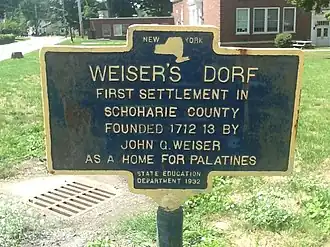 NEW YORK
WEISER'S DORF
FIRST SETTLEMENT IN
SCHOHARIE COUNTY
FOUNDED 1712 13 BY
JOHN G. WEISER
AS A HOME FOR PALATINES
STATE EDUCATION
DEPARTMENT 1932